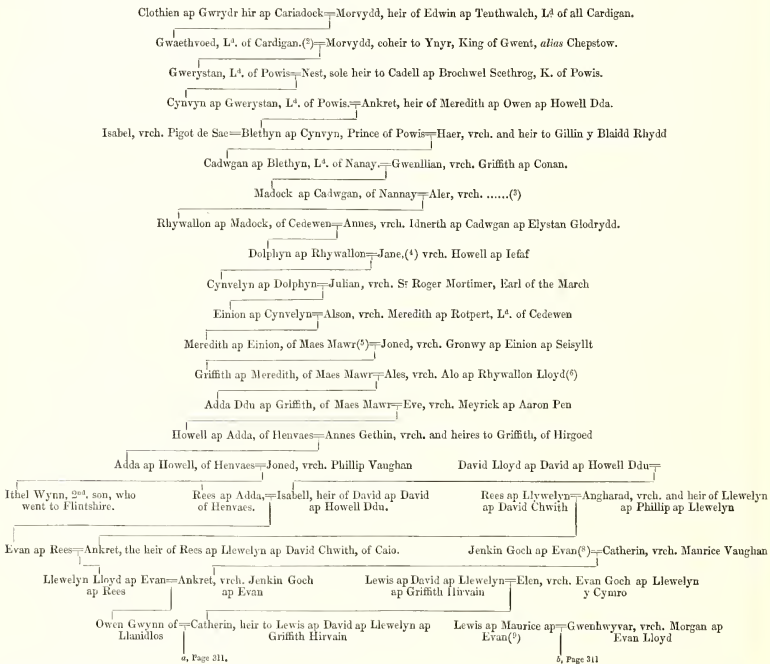 Clothien ap Gwrydr hir ap Cariadock=Morvydd, heir of Edwin ap Teuthwalch, Lᵈ of all Cardigan.
Gwaethvoed, Lᵈ. of Cardigan.(²)=Morvydd, coheir to Ynyr, King of Gwent, alias Chepstow.
Gwerystan, Lᵈ. of Powis=Nest, sole heir to Cadell ap Brochwel Scethrog, K. of Powis.
Cynvyn ap Gwerystan, Lᵈ. of Powis.=Ankret, heir of Meredith ap Owen ap Howell Dda.
Isabel, vrch. Pigot de Sae=Blethyn ap Cynvyn, Prince of Powis=Haer, vrch. and heir to Gillin y Blaidd Rhydd
Cadwgan ap Blethyn, Lᵈ. of Nanay.=Gwenllian, vrch. Griffith ap Conan.
Madock ap Cadwgan, of Nannay=Aler, vrch. ......(³)
Rhywallon ap Madock, of Cedewen=Annes, vrch. Idnerth ap Cadwgan ap Elystan Glodrydd.
Dolphyn ap Rhywallon=Jane,(⁴) vrch. Howell ap Iefaf
Cynvelyn ap Dolphyn=Julian, vrch. Sʳ Roger Mortimer, Earl of the March
Einion ap Cynvelyn=Alson, vrch. Meredith ap Rotpert, Lᵈ. of Cedewen
Meredith ap Einion, of Maes Mawr(⁵)=Joned, vrch. Gronwy ap Einion ap Seisyllt
Griffith ap Meredith, of Maes Mawr=Ales, vrch. Alo ap Rhywallon Lloyd(⁶)
Adda Ddu ap Griffith, of Maes Mawr=Eve, vrch. Meyrick ap Aaron Pen
Howell ap Adda, of Henvaes=Annes Gethin, vrch. and heires to Griffith, of Hirgoed
Adda ap Howell, of Henvaes=Joned, vrch. Phillip Vaughan David Lloyd ap David ap Howell Ddu=
Ithel Wynn, 2ⁿᵈ. son, who Rees ap Adda,=Isabell, heir of David ap David Rees ap Llywelyn=Angharad, vrch. and heir of Llewelyn
went to Flintshire. of Henvaes. ap Howell Ddu. ap David Chwith ap Phillip ap Llewelyn
Evan ap Rees=Ankret, the heir of Rees ap Llewelyn ap David Chwith, of Caio. Jenkin Goch ap Evan(⁸)=Catherin, vrch. Maurice Vaughan
Llewelyn Lloyd ap Evan=Ankret, vrch. Jenkin Goch Lewis ap David ap Llewelyn=Elen, vrch. Evan Goch ap Llewelyn
ap Rees ap Evan ap Griffith Hirvain y Cymro
Owen Gwynn of=Catherin, heir to Lewis ap David ap Llewelyn ap Lewis ap Maurice ap=Gwenhwyvar, vrch. Morgan ap
Llanidlos Griffith Hirvain Evan(⁹) Evan Lloyd
a, Page 311. b, Page 311